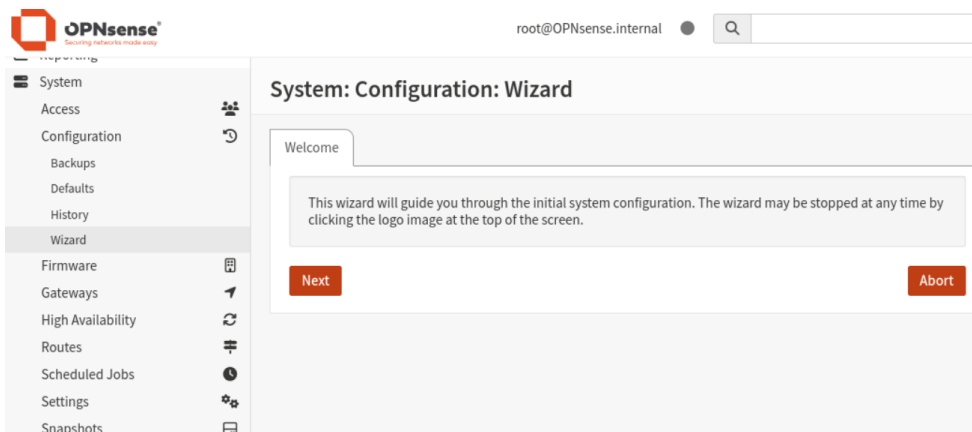 OPNsense®
Securing networks made easy
root@OPNsense.internal
Reporting
System
Access
Configuration
Backups
Defaults
History
Wizard
Firmware
Gateways
High Availability
Routes
Scheduled Jobs
Settings
Snapshots
System: Configuration: Wizard
Welcome
This wizard will guide you through the initial system configuration. The wizard may be stopped at any time by
clicking the logo image at the top of the screen.
Next
Abort